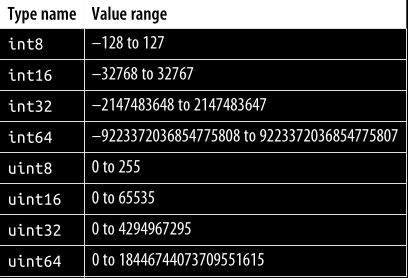 Type name Value range
int8 –128 to 127
int16 –32768 to 32767
int32 –2147483648 to 2147483647
int64 –9223372036854775808 to 9223372036854775807
uint8 0 to 255
uint16 0 to 65535
uint32 0 to 4294967295
uint64 0 to 18446744073709551615